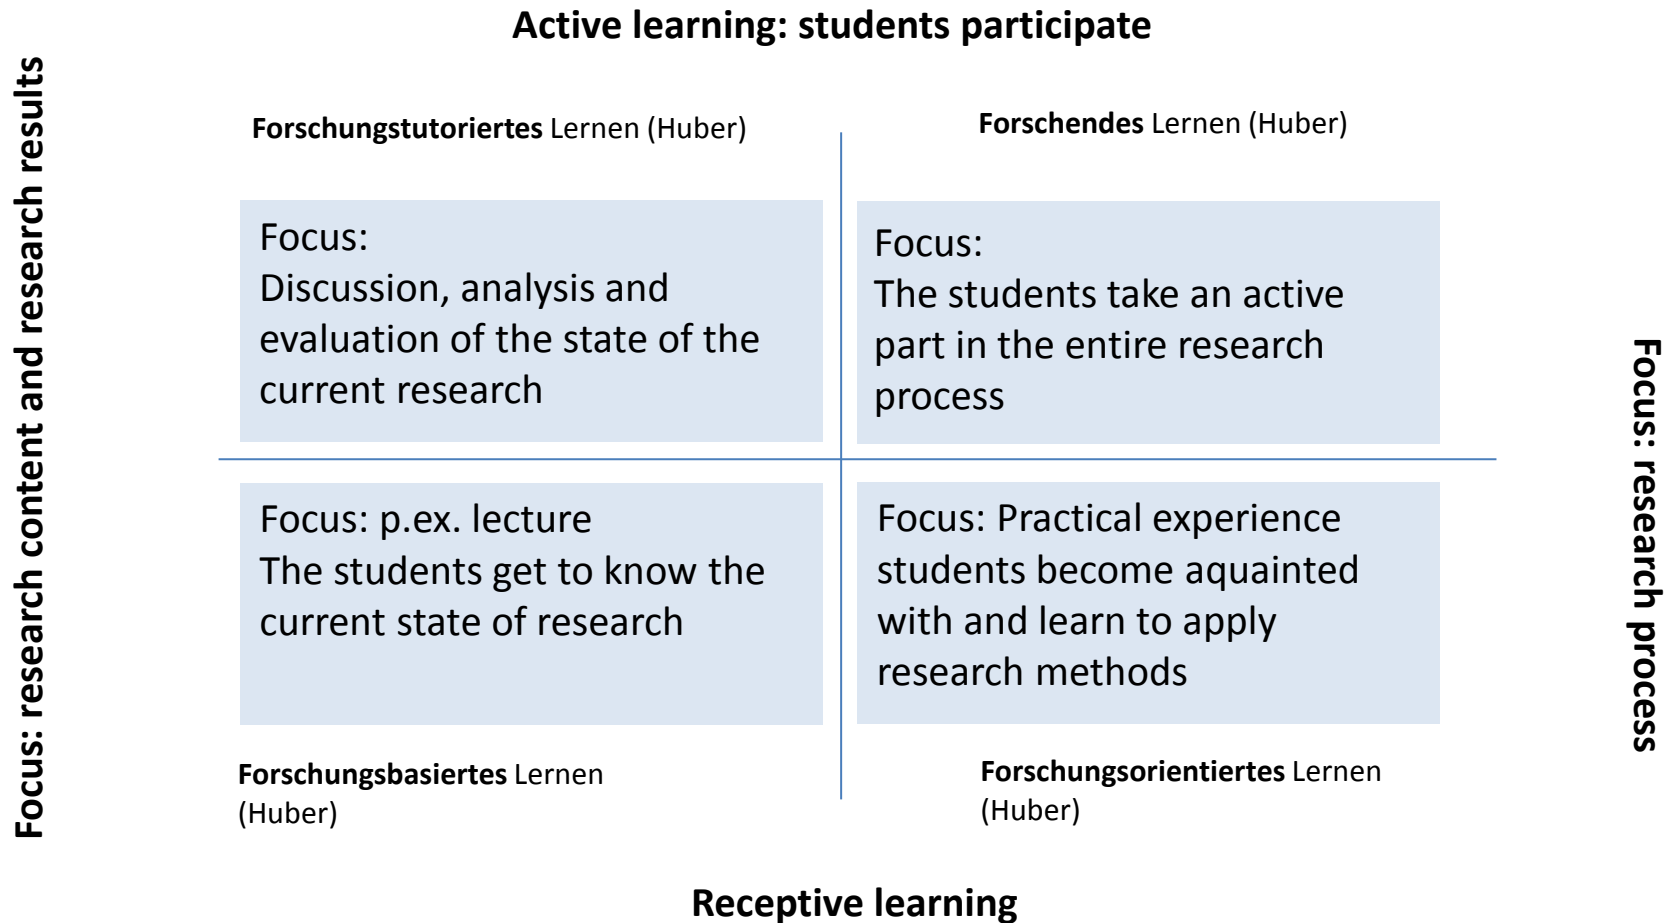 Active learning: students participate
Focus: research content and research results
Forschungstutoriertes Lernen (Huber)
Forschendes Lernen (Huber)
Focus:
Discussion, analysis and
evaluation of the state of the
current research
Focus:
The students take an active
part in the entire research
process
Focus: research process
Focus: p.ex. lecture
The students get to know the
current state of research
Focus: Practical experience
students become aquainted
with and learn to apply
research methods
Forschungsbasiertes Lernen
(Huber)
Forschungsorientiertes Lernen
(Huber)
Receptive learning